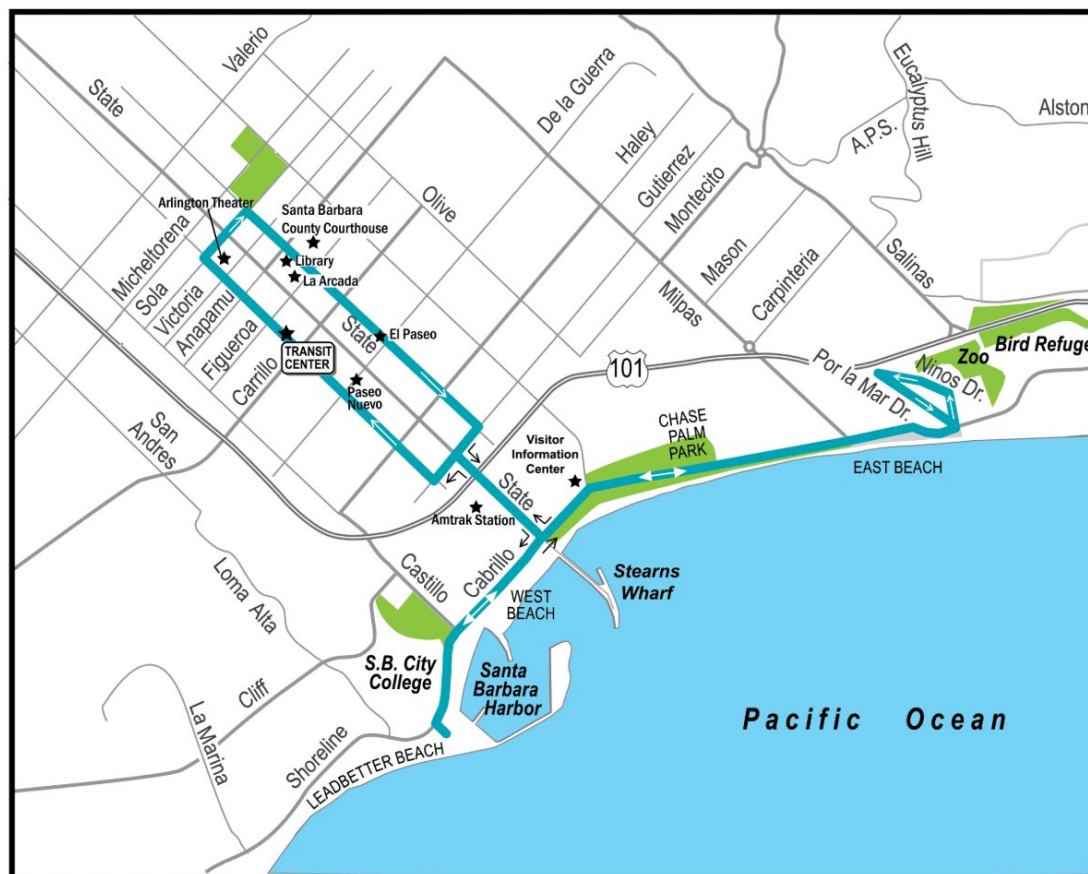 Valerio
State
De la Guerra
Eucalyptus Hill
Alston
A.P.S.
Haley
Gutierrez
Montecito
Olive
Arlington Theater
Santa Barbara
County Courthouse
Library
La Arcada
Micheltorena
Sola
Victoria
Anapamu
Figueroa
Carrillo
Mason
Carpinteria
Salinas
Milpas
State
El Paseo
TRANSIT
CENTER
Paseo
Nuevo
101
Por la Mar Dr.
Ninos Dr.
Zoo
Bird Refuge
San
Andres
Visitor
Information
Center
CHASE
PALM
PARK
EAST BEACH
State
Amtrak Station
Castillo
Cabrillo
WEST
BEACH
Stearns
Wharf
Loma Alta
S.B. City
College
Santa
Barbara
Harbor
Cliff
La Marina
Shoreline
LEADBETTER BEACH
Pacific Ocean